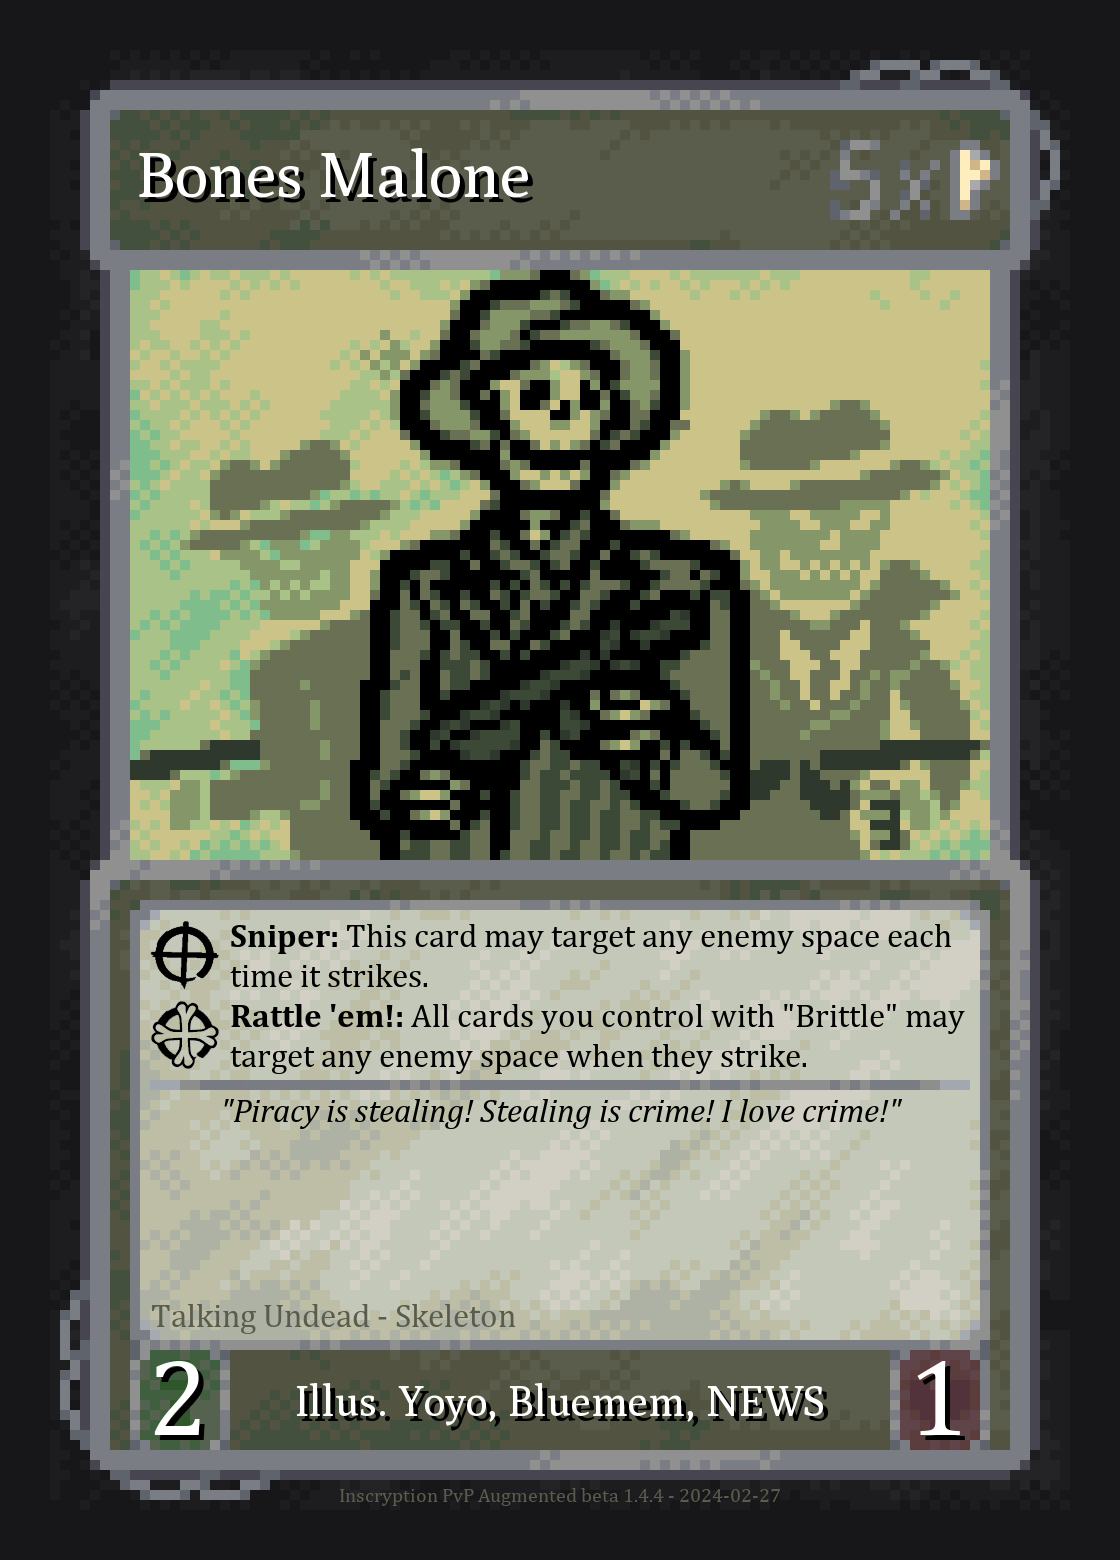 Bones Malone
5x
Sniper: This card may target any enemy space each
time it strikes.
Rattle 'em!: All cards you control with "Brittle" may
target any enemy space when they strike.
"Piracy is stealing! Stealing is crime! I love crime!"
Talking Undead - Skeleton
2
Illus. Yoyo, Bluemem, NEWS
1
Inscryption PvP Augmented beta 1.4.4 - 2024-02-27